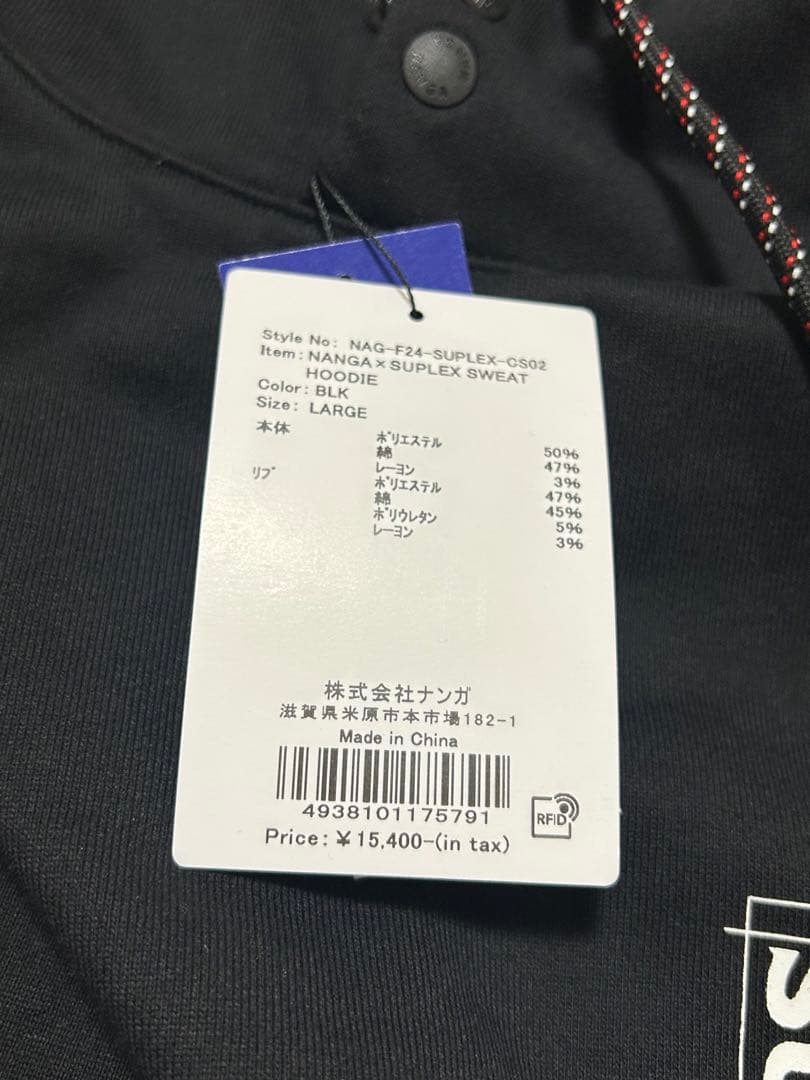 Style No: NAG-F24-SUPLEX-CS02
Item: NANGA×SUPLEX SWEAT
HOODIE
Color: BLK
Size: LARGE
本体 ポリエステル 50%
綿 47%
レーヨン 3%
リブ ポリエステル 47%
綿 45%
ポリウレタン 5%
レーヨン 3%
株式会社ナンガ
滋賀県米原市本市場182-1
Made in China
4938101175791
RFID
Price: ¥15,400-(in tax)